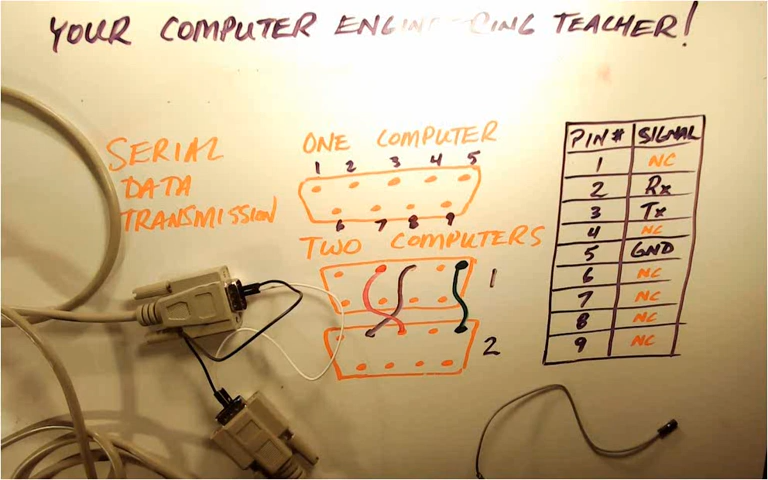 YOUR COMPUTER ENGINEERING TEACHER!
SERIAL
DATA
TRANSMISSION
ONE COMPUTER
1 2 3 4 5
6 7 8 9
TWO COMPUTERS
1
2
PIN# SIGNAL
1 NC
2 Rx
3 Tx
4 NC
5 GND
6 NC
7 NC
8 NC
9 NC